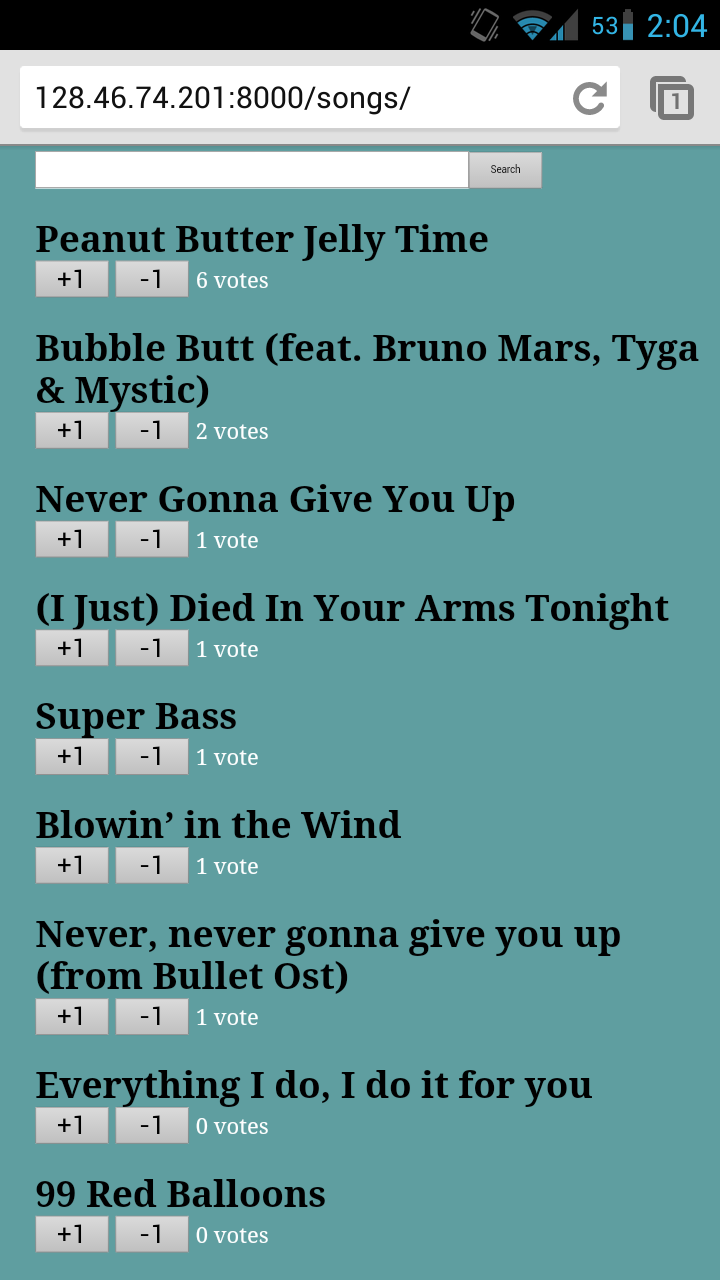 53 2:04
128.46.74.201:8000/songs/ 1
Search
Peanut Butter Jelly Time
+1 -1 6 votes
Bubble Butt (feat. Bruno Mars, Tyga
& Mystic)
+1 -1 2 votes
Never Gonna Give You Up
+1 -1 1 vote
(I Just) Died In Your Arms Tonight
+1 -1 1 vote
Super Bass
+1 -1 1 vote
Blowin’ in the Wind
+1 -1 1 vote
Never, never gonna give you up
(from Bullet Ost)
+1 -1 1 vote
Everything I do, I do it for you
+1 -1 0 votes
99 Red Balloons
+1 -1 0 votes